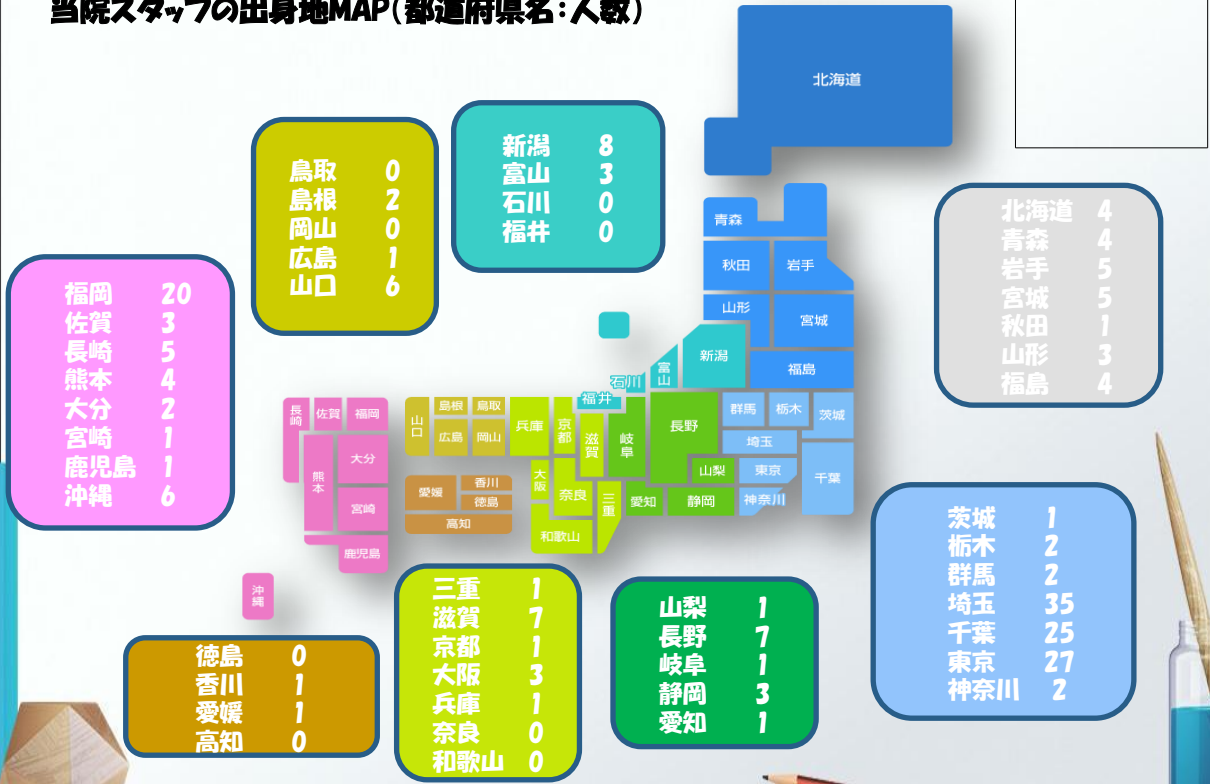 当院スタッフの出身地MAP(都道府県名:人数)
北海道
青森
秋田
岩手
山形
宮城
新潟
福島
富山
石川
福井
群馬
栃木
茨城
埼玉
東京
千葉
神奈川
長野
山梨
岐阜
愛知
静岡
滋賀
京都
兵庫
大阪
奈良
三重
和歌山
島根
鳥取
山口
広島
岡山
愛媛
香川
徳島
高知
長崎
佐賀
福岡
熊本
大分
宮崎
鹿児島
沖縄
新潟 8
富山 3
石川 0
福井 0
鳥取 0
島根 2
岡山 0
広島 1
山口 6
北海道 4
青森 4
岩手 5
宮城 5
秋田 1
山形 3
福島 4
福岡 20
佐賀 3
長崎 5
熊本 4
大分 2
宮崎 1
鹿児島 1
沖縄 6
茨城 1
栃木 2
群馬 2
埼玉 35
千葉 25
東京 27
神奈川 2
三重 1
滋賀 7
京都 1
大阪 3
兵庫 1
奈良 0
和歌山 0
山梨 1
長野 7
岐阜 1
静岡 3
愛知 1
徳島 0
香川 1
愛媛 1
高知 0